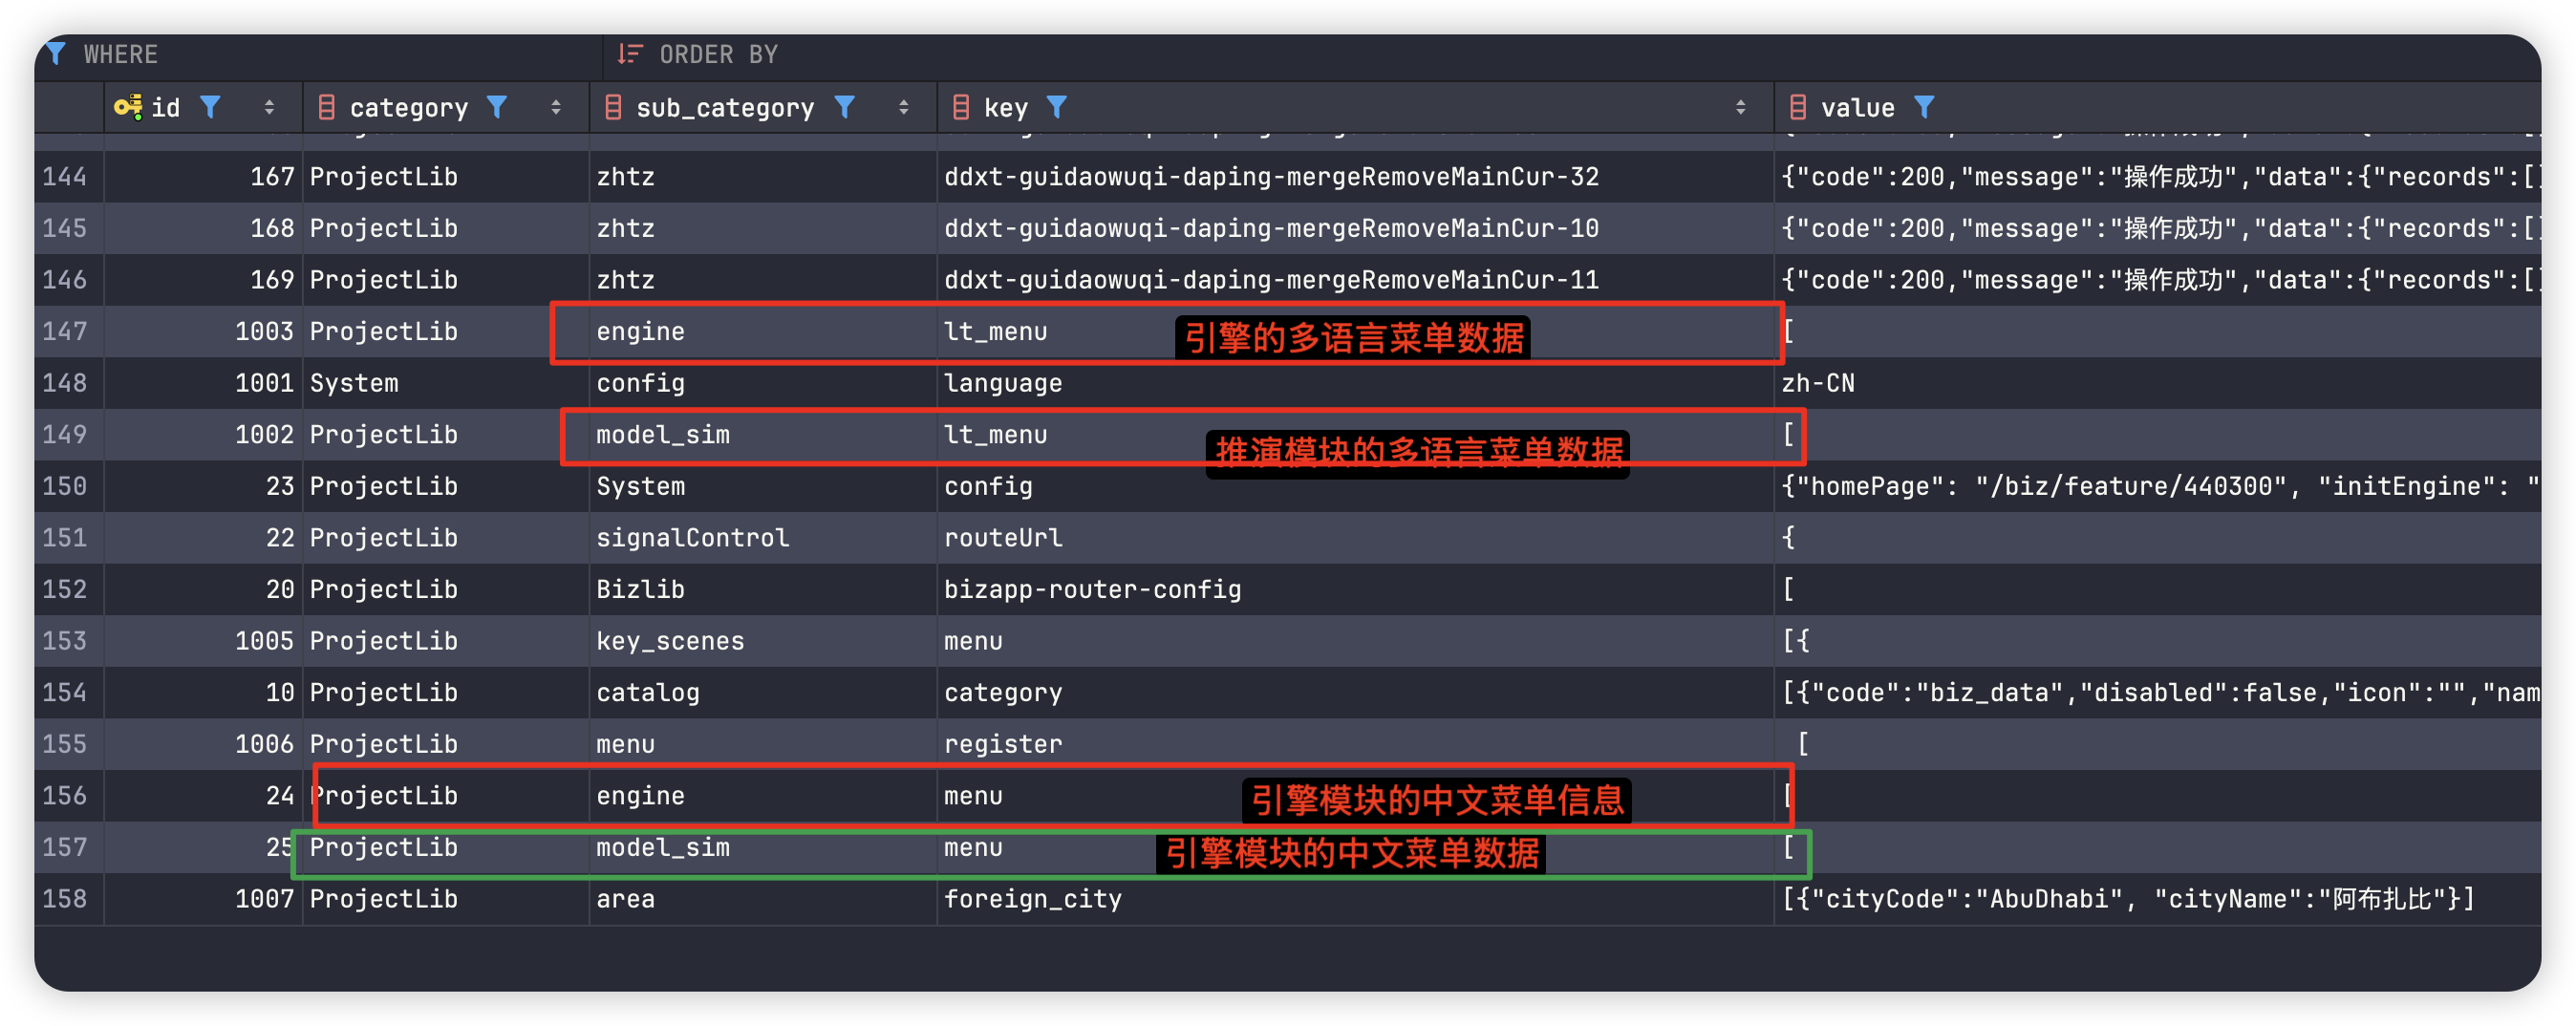 WHERE ORDER BY
id category sub_category key value
144 167 ProjectLib zhtz ddxt-guidaowuqi-daping-mergeRemoveMainCur-32 {"code":200,"message":"操作成功","data":{"records":[]
145 168 ProjectLib zhtz ddxt-guidaowuqi-daping-mergeRemoveMainCur-10 {"code":200,"message":"操作成功","data":{"records":[]
146 169 ProjectLib zhtz ddxt-guidaowuqi-daping-mergeRemoveMainCur-11 {"code":200,"message":"操作成功","data":{"records":[]
147 1003 ProjectLib engine lt_menu 引擎的多语言菜单数据 [
148 1001 System config language zh-CN
149 1002 ProjectLib model_sim lt_menu 推演模块的多语言菜单数据 [
150 23 ProjectLib System config {"homePage": "/biz/feature/440300", "initEngine": "
151 22 ProjectLib signalControl routeUrl {
152 20 ProjectLib Bizlib bizapp-router-config [
153 1005 ProjectLib key_scenes menu [{
154 10 ProjectLib catalog category [{"code":"biz_data","disabled":false,"icon":"","nam
155 1006 ProjectLib menu register [
156 24 ProjectLib engine menu 引擎模块的中文菜单信息 [
157 25 ProjectLib model_sim menu 引擎模块的中文菜单数据 [
158 1007 ProjectLib area foreign_city [{"cityCode":"AbuDhabi", "cityName":"阿布扎比"}]